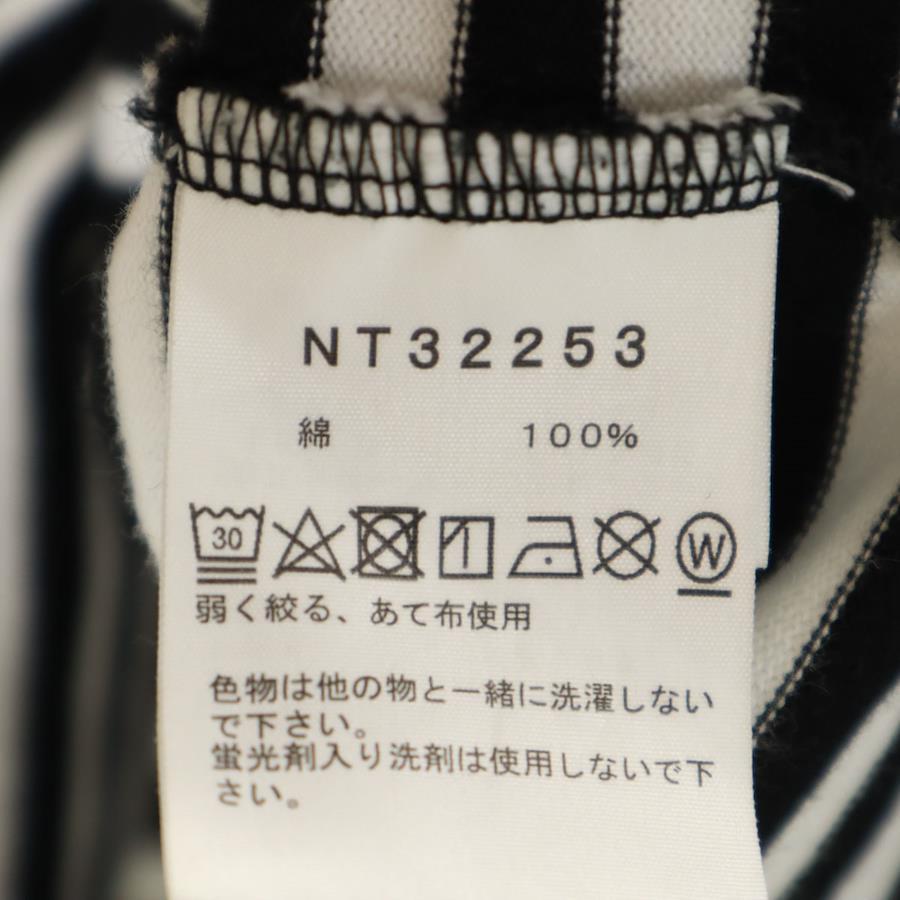 NT32253
綿 100%
30 W
弱く絞る、あて布使用
色物は他の物と一緒に洗濯しない
で下さい。
蛍光剤入り洗剤は使用しないで下
さい。